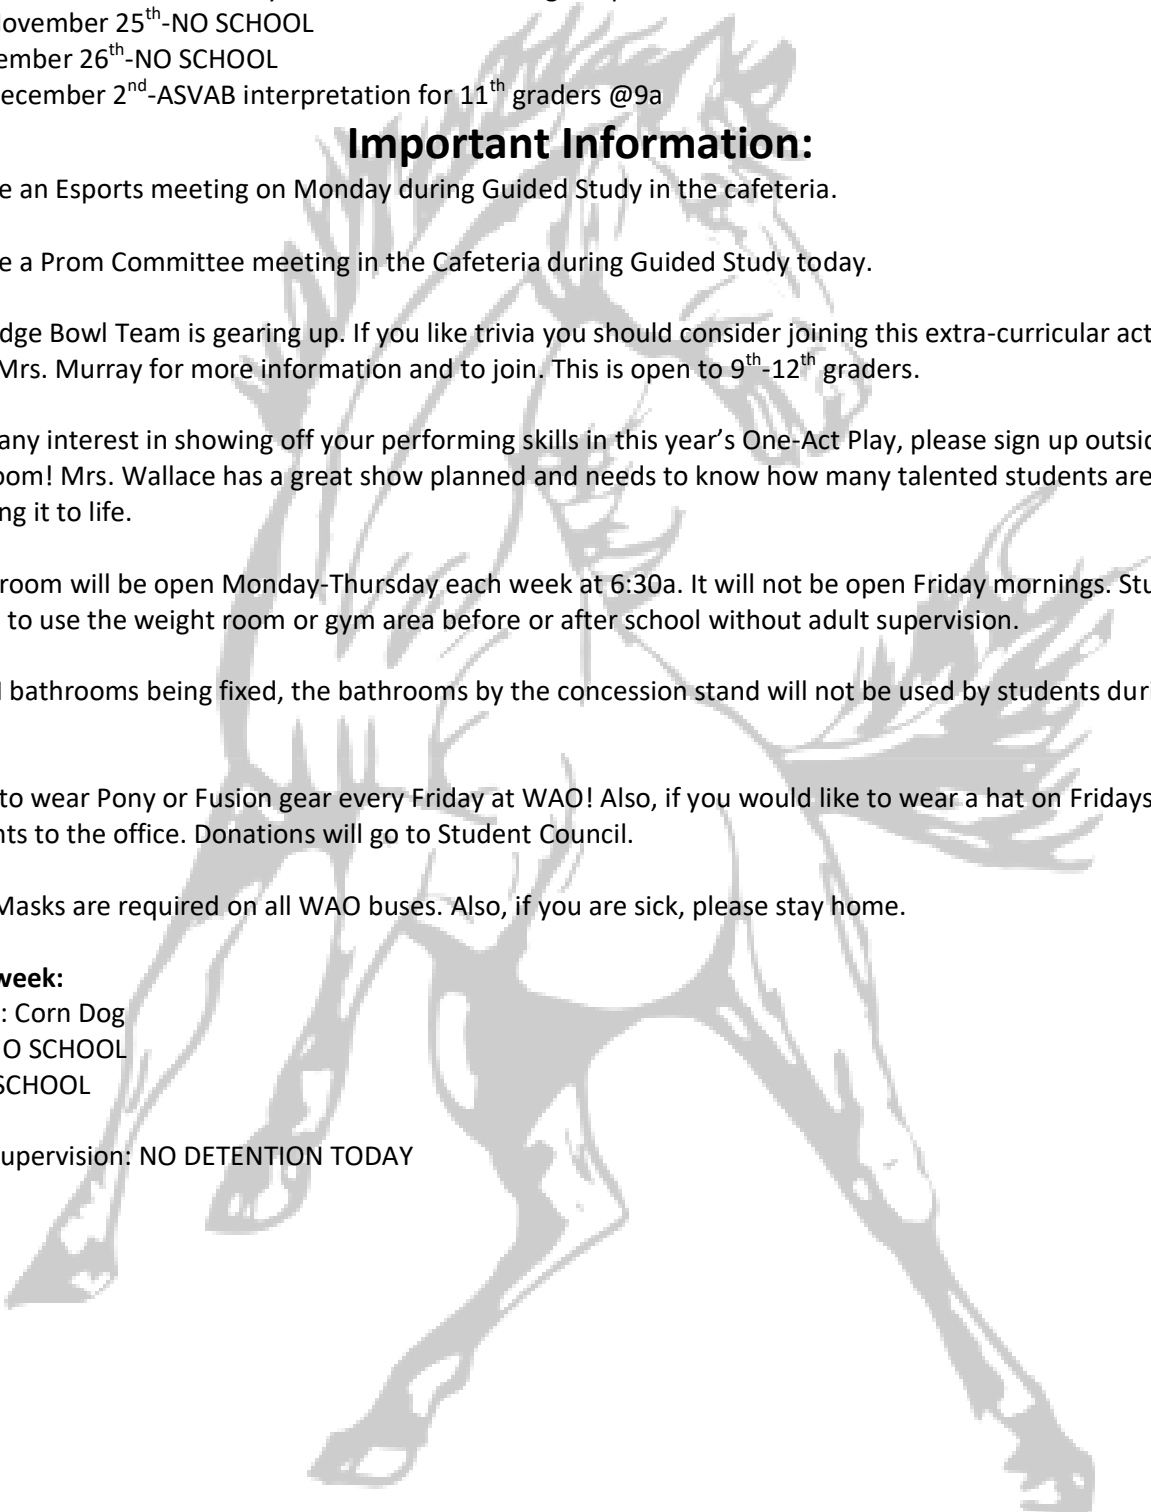 November 25th-NO SCHOOL
ember 26th-NO SCHOOL
ecember 2nd-ASVAB interpretation for 11th graders @9a
Important Information:
e an Esports meeting on Monday during Guided Study in the cafeteria.
e a Prom Committee meeting in the Cafeteria during Guided Study today.
dge Bowl Team is gearing up. If you like trivia you should consider joining this extra-curricular act
Mrs. Murray for more information and to join. This is open to 9th-12th graders.
any interest in showing off your performing skills in this year’s One-Act Play, please sign up outsid
oom! Mrs. Wallace has a great show planned and needs to know how many talented students are
ng it to life.
room will be open Monday-Thursday each week at 6:30a. It will not be open Friday mornings. Stu
to use the weight room or gym area before or after school without adult supervision.
bathrooms being fixed, the bathrooms by the concession stand will not be used by students duri
to wear Pony or Fusion gear every Friday at WAO! Also, if you would like to wear a hat on Fridays
nts to the office. Donations will go to Student Council.
Masks are required on all WAO buses. Also, if you are sick, please stay home.
week:
: Corn Dog
O SCHOOL
SCHOOL
upervision: NO DETENTION TODAY